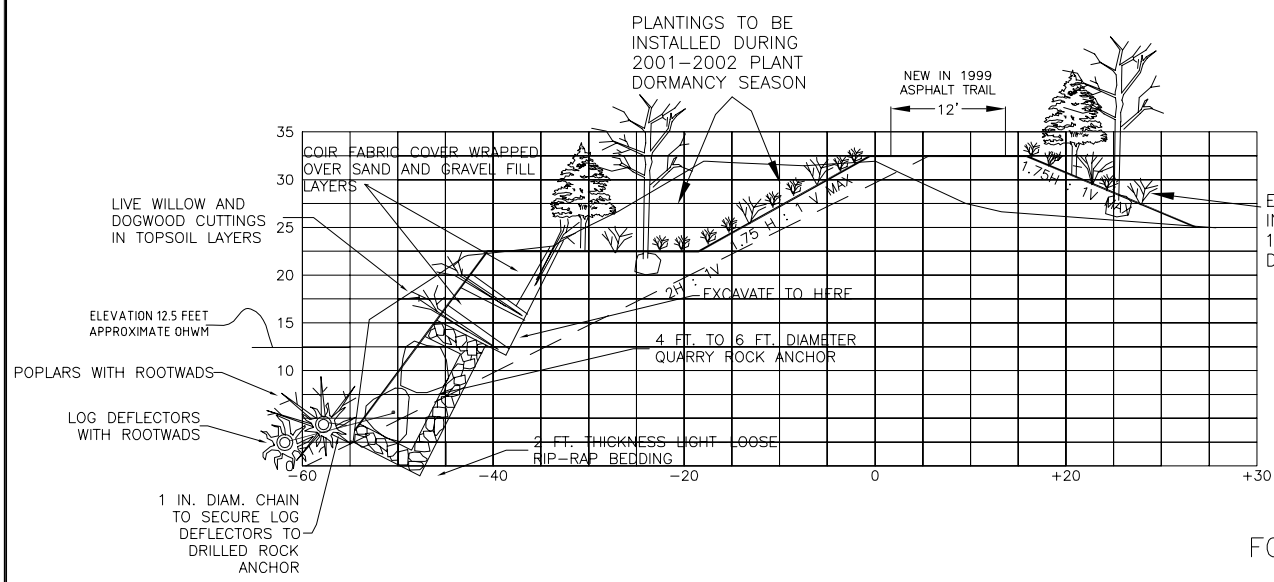 PLANTINGS TO BE
INSTALLED DURING
2001-2002 PLANT
DORMANCY SEASON
NEW IN 1999
ASPHALT TRAIL
12'
35
30
25
20
15
10
0
COIR FABRIC COVER WRAPPED
OVER SAND AND GRAVEL FILL
LAYERS
LIVE WILLOW AND
DOGWOOD CUTTINGS
IN TOPSOIL LAYERS
1.75 H : 1 V MAX
2H : 1V
1.75H : 1V MAX
EXCAVATE TO HERE
ELEVATION 12.5 FEET
APPROXIMATE OHWM
4 FT. TO 6 FT. DIAMETER
QUARRY ROCK ANCHOR
POPLARS WITH ROOTWADS
LOG DEFLECTORS
WITH ROOTWADS
2 FT. THICKNESS LIGHT LOOSE
RIP-RAP BEDDING
-60
-40
-20
0
+20
+30
1 IN. DIAM. CHAIN
TO SECURE LOG
DEFLECTORS TO
DRILLED ROCK
ANCHOR